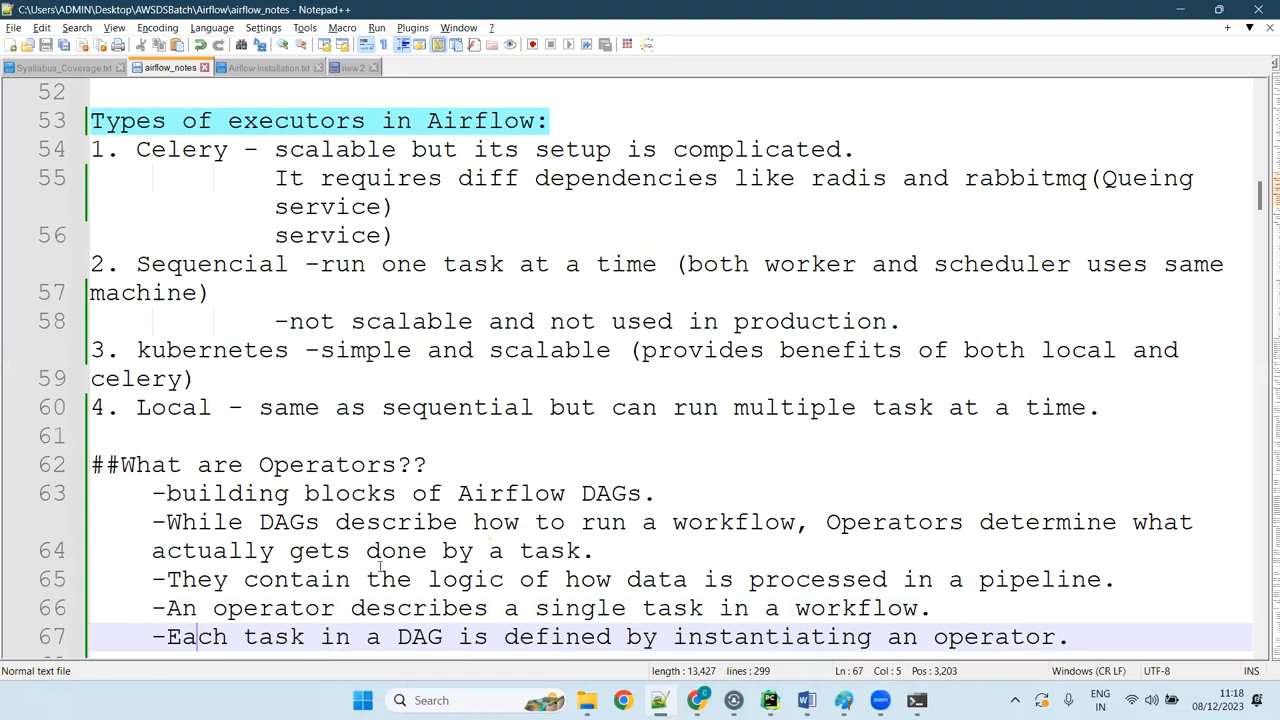 C:\Users\ADMIN\Desktop\AWSDSBatch\Airflow\airflow_notes - Notepad++
File Edit Search View Encoding Language Settings Tools Macro Run Plugins Window ?
Syallabus_Coverage.txt airflow_notes Airflow-installation.txt new 2
52
53 Types of executors in Airflow:
54 1. Celery - scalable but its setup is complicated.
55 It requires diff dependencies like radis and rabbitmq(Queing
service)
56 service)
2. Sequencial -run one task at a time (both worker and scheduler uses same
57 machine)
58 -not scalable and not used in production.
3. kubernetes -simple and scalable (provides benefits of both local and
59 celery)
60 4. Local - same as sequential but can run multiple task at a time.
61
62 ##What are Operators??
63 -building blocks of Airflow DAGs.
-While DAGs describe how to run a workflow, Operators determine what
64 actually gets done by a task.
65 -They contain the logic of how data is processed in a pipeline.
66 -An operator describes a single task in a workflow.
67 -Each task in a DAG is defined by instantiating an operator.
Normal text file length : 13,427 lines : 299 Ln : 67 Col : 5 Pos : 3,203 Windows (CR LF) UTF-8 INS
Search ENG IN 11:18 08/12/2023